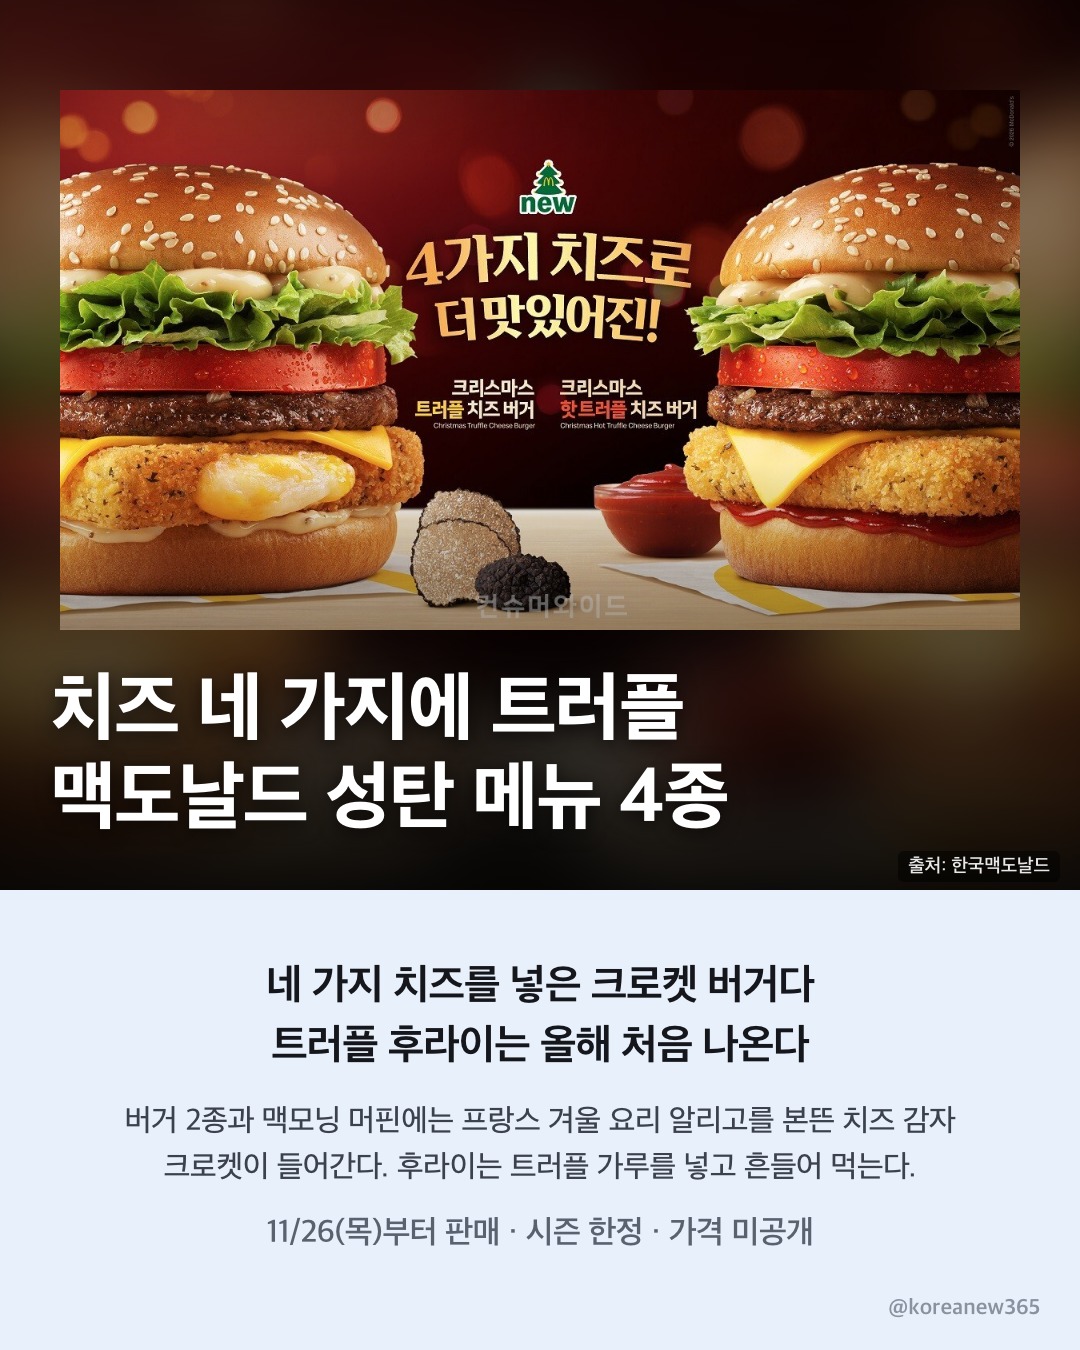 © 2026 McDonald's
new
4가지 치즈로
더 맛있어진!
크리스마스
트러플 치즈 버거
Christmas Truffle Cheese Burger
크리스마스
핫 트러플 치즈 버거
Christmas Hot Truffle Cheese Burger
컨슈머와이드
치즈 네 가지에 트러플
맥도날드 성탄 메뉴 4종
출처: 한국맥도날드
네 가지 치즈를 넣은 크로켓 버거다
트러플 후라이는 올해 처음 나온다
버거 2종과 맥모닝 머핀에는 프랑스 겨울 요리 알리고를 본뜬 치즈 감자
크로켓이 들어간다. 후라이는 트러플 가루를 넣고 흔들어 먹는다.
11/26(목)부터 판매 · 시즌 한정 · 가격 미공개
@koreanew365